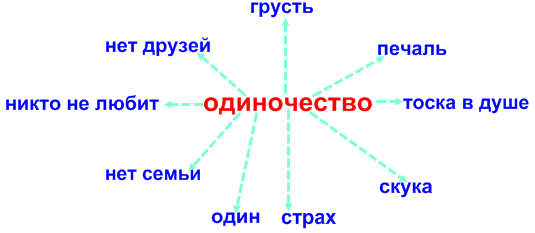 грусть
нет друзей
печаль
никто не любит
одиночество
тоска в душе
нет семьи
скука
один
страх